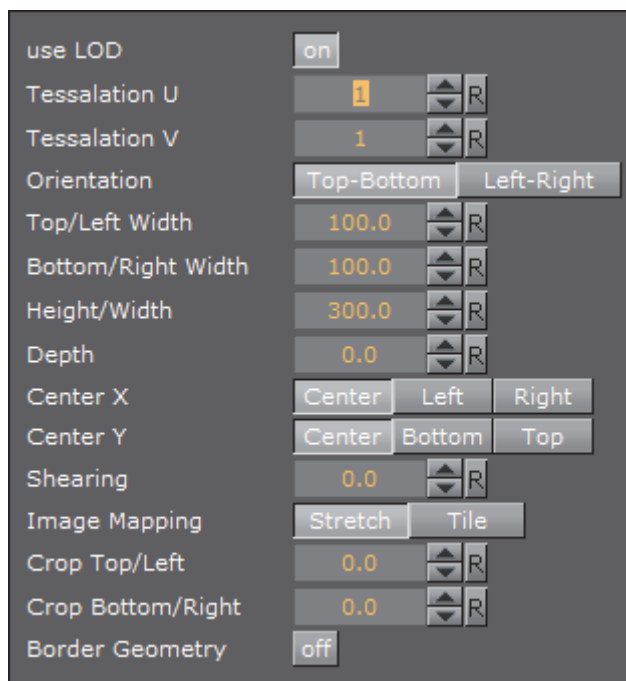 use LOD on
Tessalation U 1 R
Tessalation V 1 R
Orientation Top-Bottom Left-Right
Top/Left Width 100.0 R
Bottom/Right Width 100.0 R
Height/Width 300.0 R
Depth 0.0 R
Center X Center Left Right
Center Y Center Bottom Top
Shearing 0.0 R
Image Mapping Stretch Tile
Crop Top/Left 0.0 R
Crop Bottom/Right 0.0 R
Border Geometry off